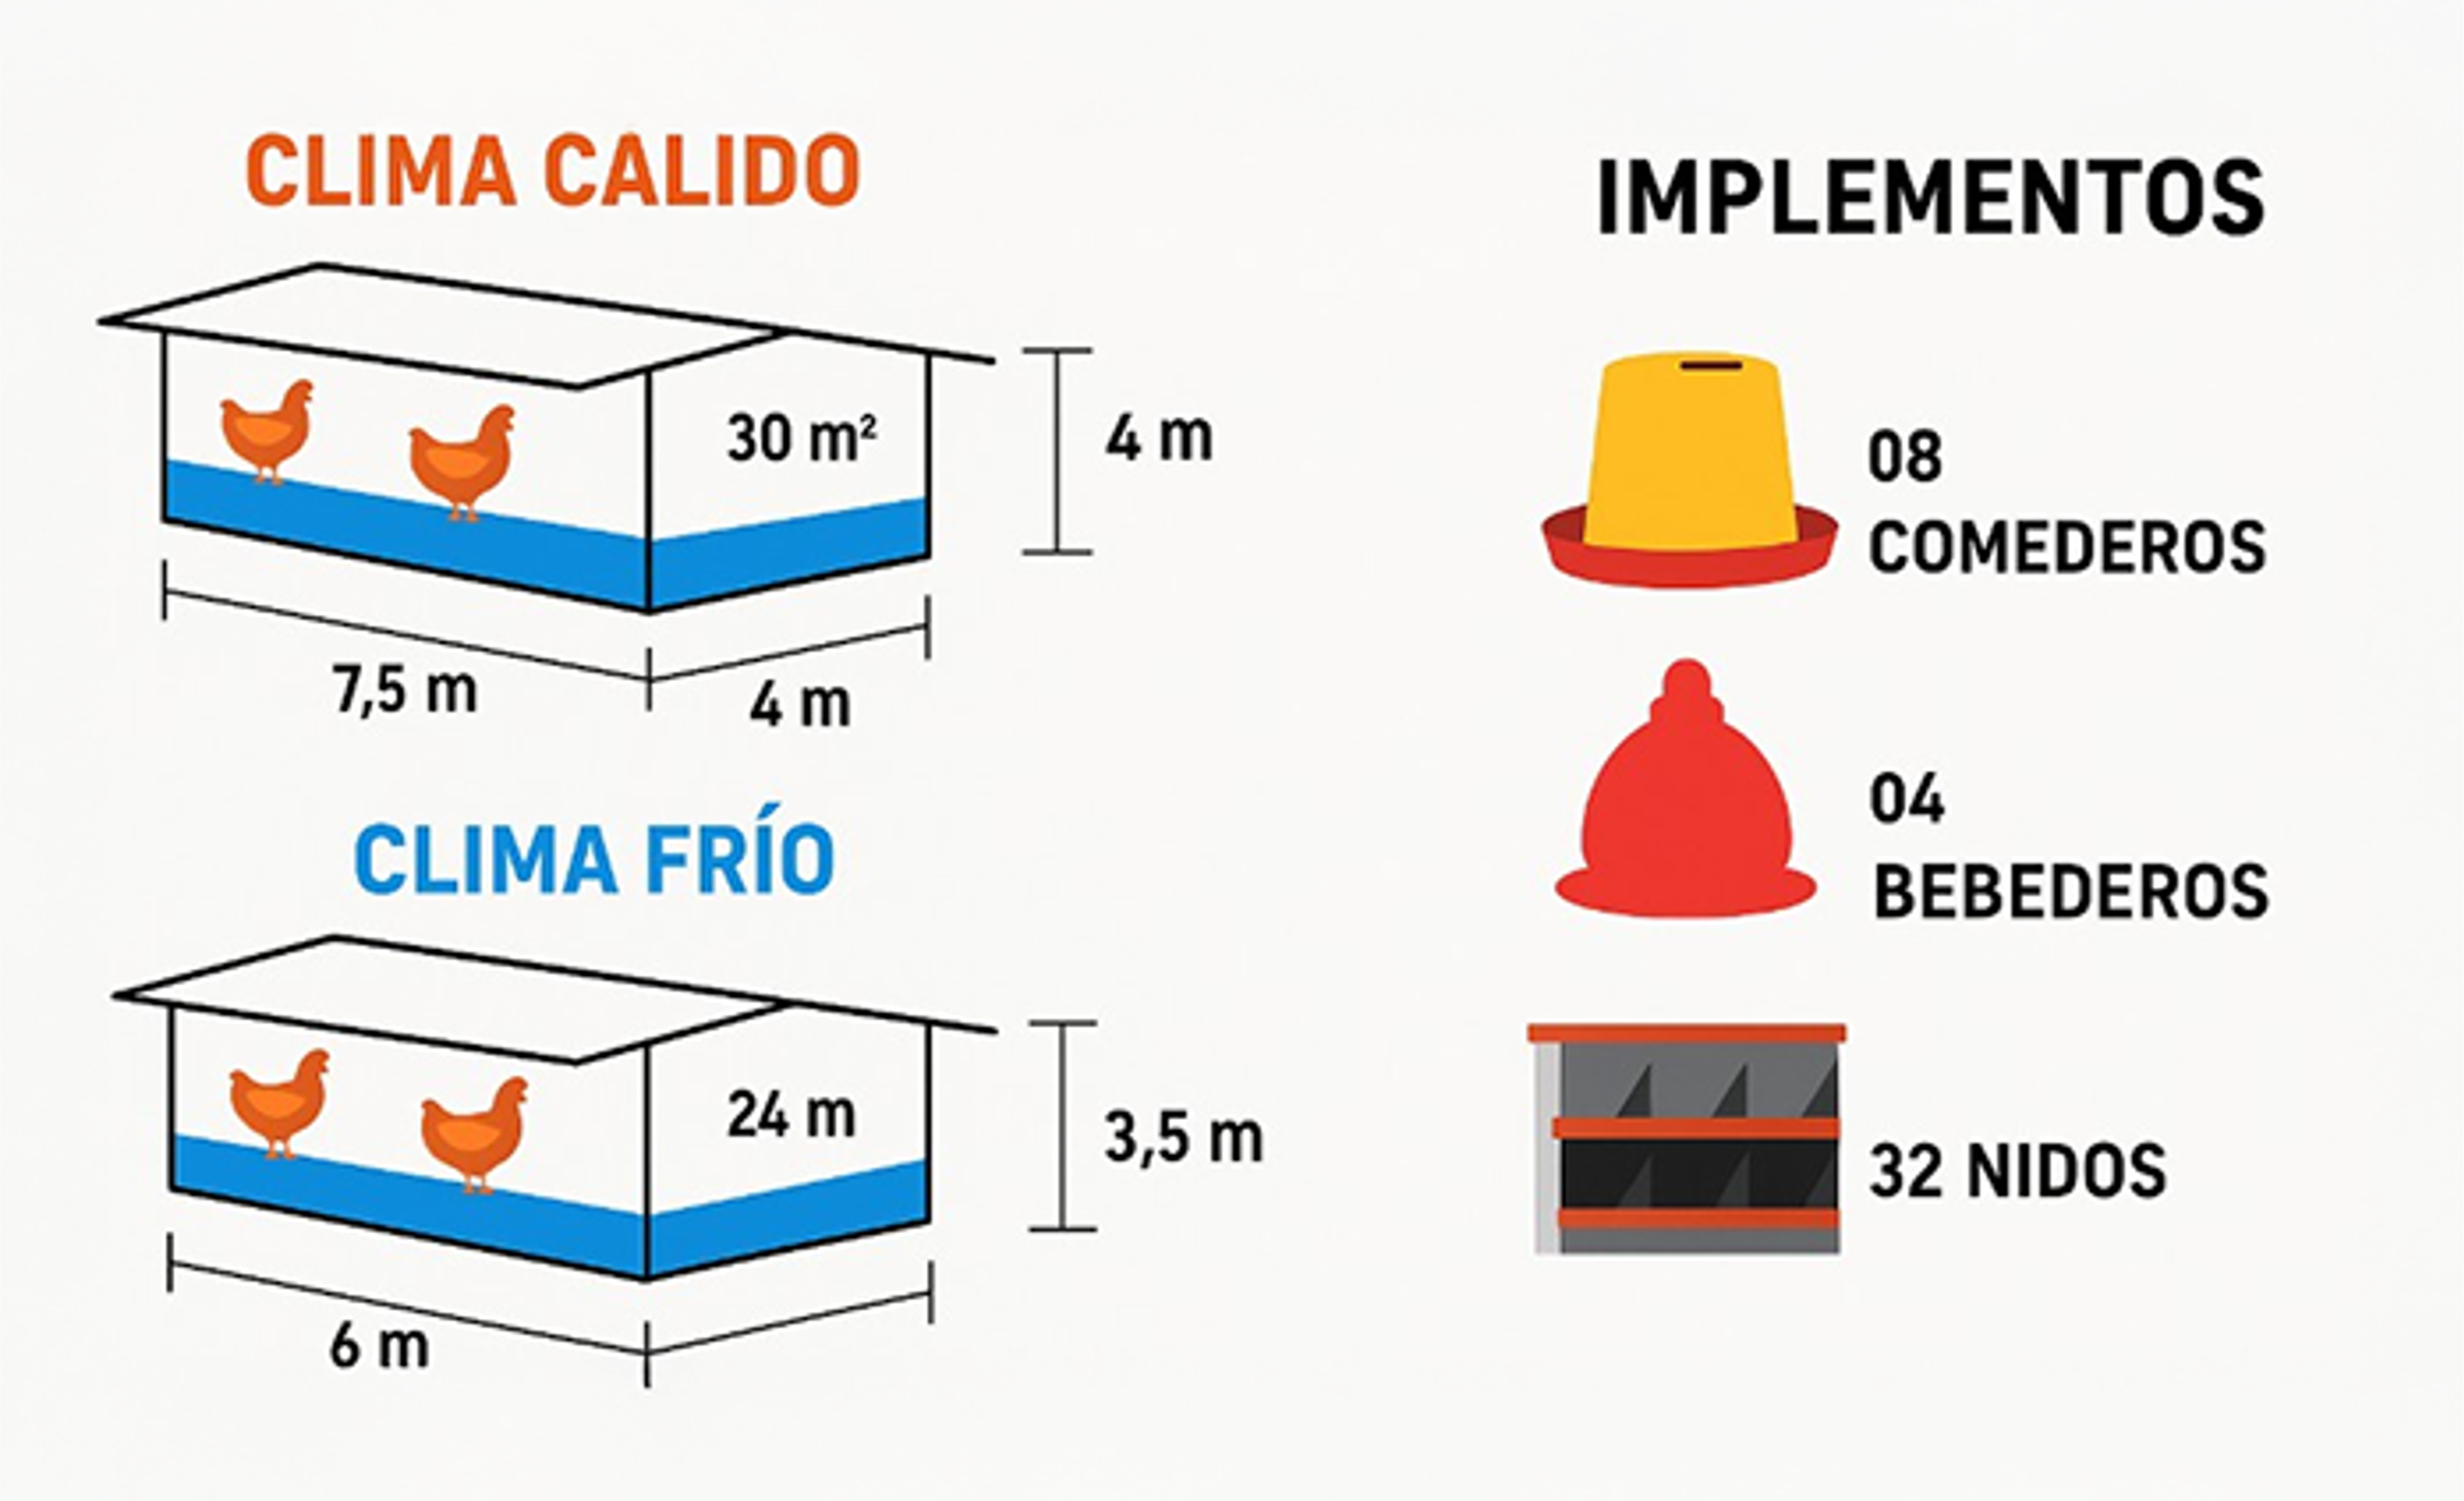 CLIMA CALIDO
30 m²
4 m
7,5 m
4 m
CLIMA FRÍO
24 m
3,5 m
6 m
IMPLEMENTOS
08
COMEDEROS
04
BEBEDEROS
32 NIDOS